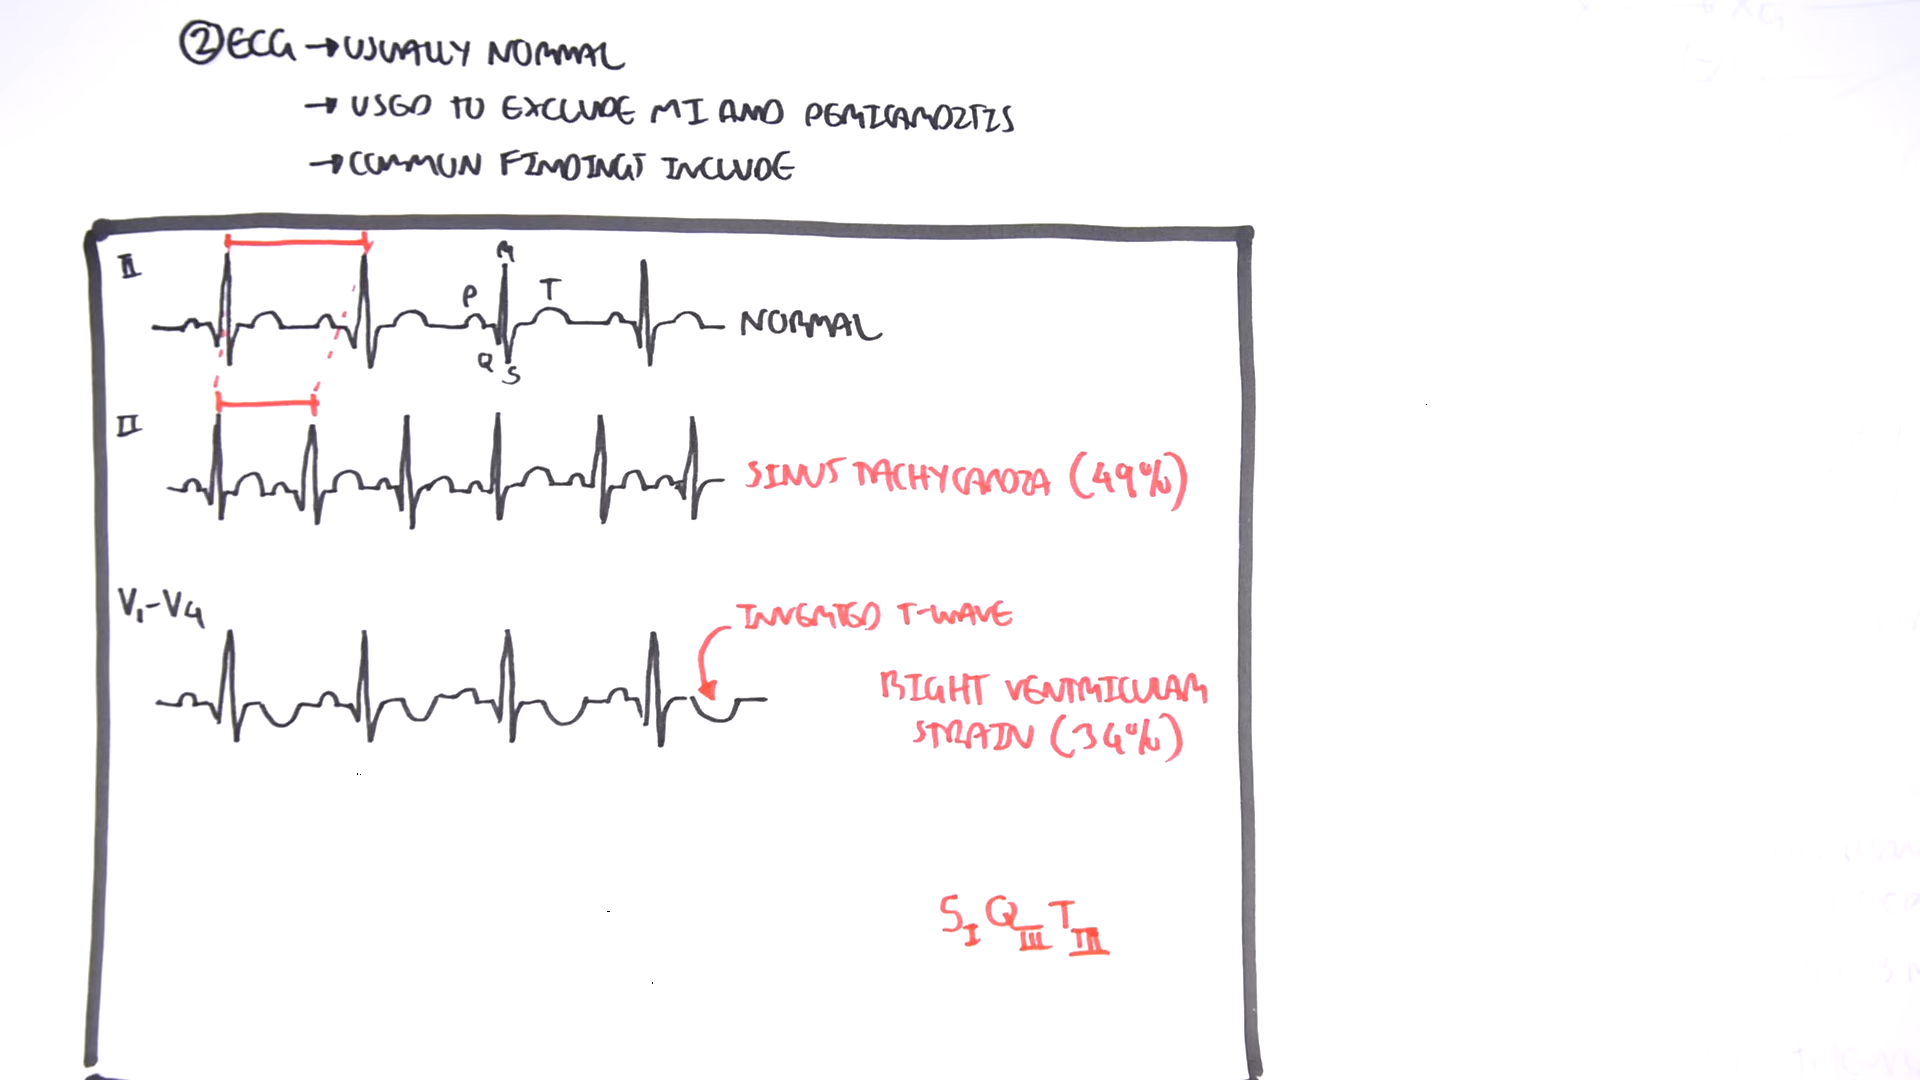 ② ECG → USUALLY NORMAL
→ USED TO EXCLUDE MI AND PERICARDITIS
→ COMMON FINDINGS INCLUDE
II
R
P
T
NORMAL
Q
S
II
SINUS TACHYCARDIA (49%)
V1-V4
INVERTED T-WAVE
RIGHT VENTRICULAR
STRAIN (34%)
SI QIII TIII